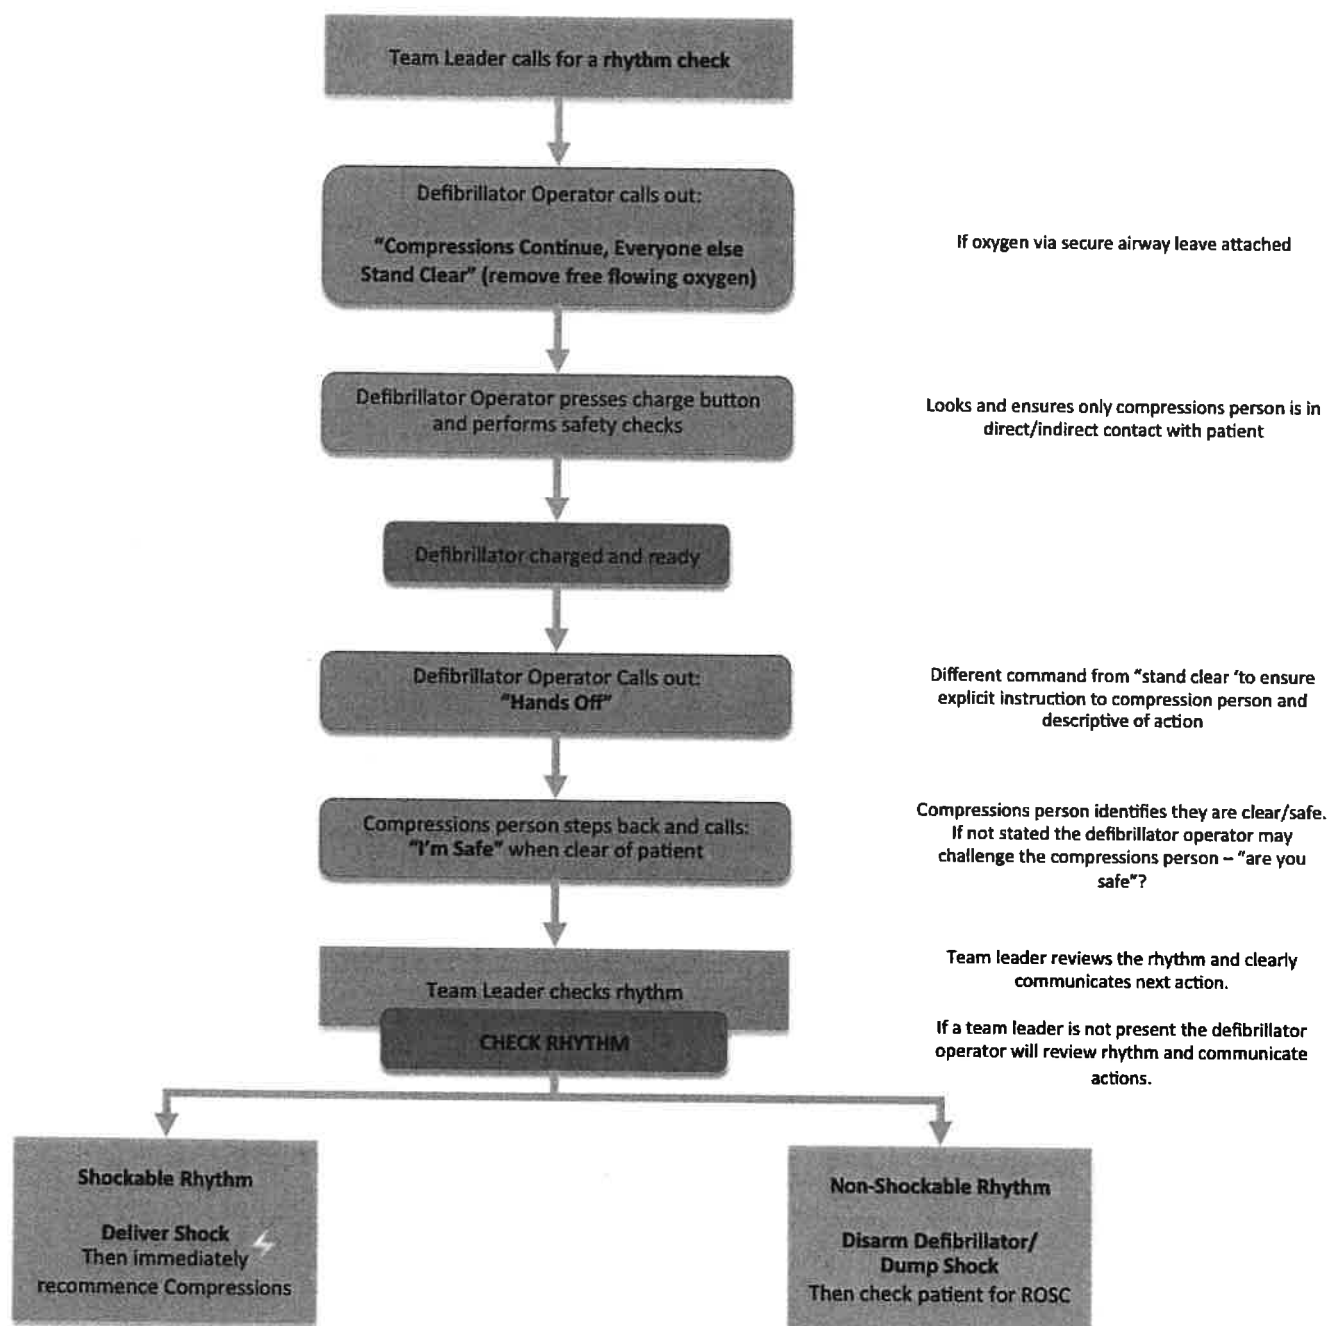 Team Leader calls for a rhythm check
Defibrillator Operator calls out:
"Compressions Continue, Everyone else
Stand Clear" (remove free flowing oxygen)
If oxygen via secure airway leave attached
Defibrillator Operator presses charge button
and performs safety checks
Looks and ensures only compressions person is in
direct/indirect contact with patient
Defibrillator charged and ready
Defibrillator Operator Calls out:
"Hands Off"
Different command from "stand clear 'to ensure
explicit instruction to compression person and
descriptive of action
Compressions person steps back and calls:
"I'm Safe" when clear of patient
Compressions person identifies they are clear/safe.
If not stated the defibrillator operator may
challenge the compressions person – "are you
safe"?
Team Leader checks rhythm
CHECK RHYTHM
Team leader reviews the rhythm and clearly
communicates next action.
If a team leader is not present the defibrillator
operator will review rhythm and communicate
actions.
Shockable Rhythm
Deliver Shock
Then immediately
recommence Compressions
Non-Shockable Rhythm
Disarm Defibrillator/
Dump Shock
Then check patient for ROSC